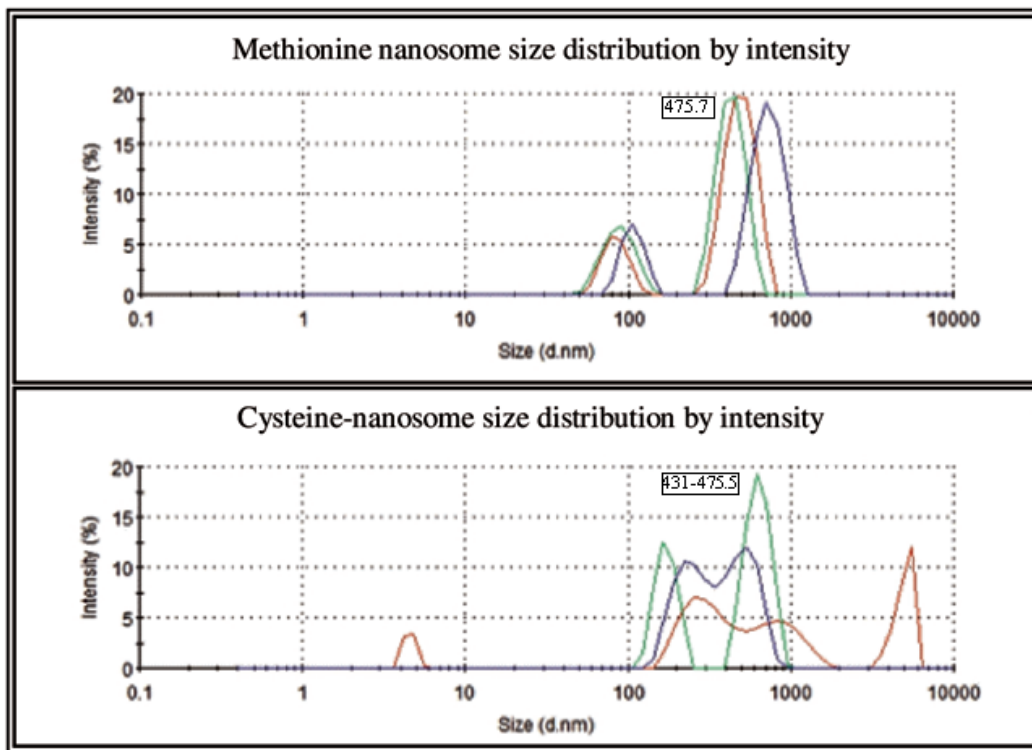 Methionine nanosome size distribution by intensity
475.7
Intensity (%)
20
15
10
5
0
0.1 1 10 100 1000 10000
Size (d.nm)
Cysteine-nanosome size distribution by intensity
431-475.5
Intensity (%)
20
15
10
5
0
0.1 1 10 100 1000 10000
Size (d.nm)